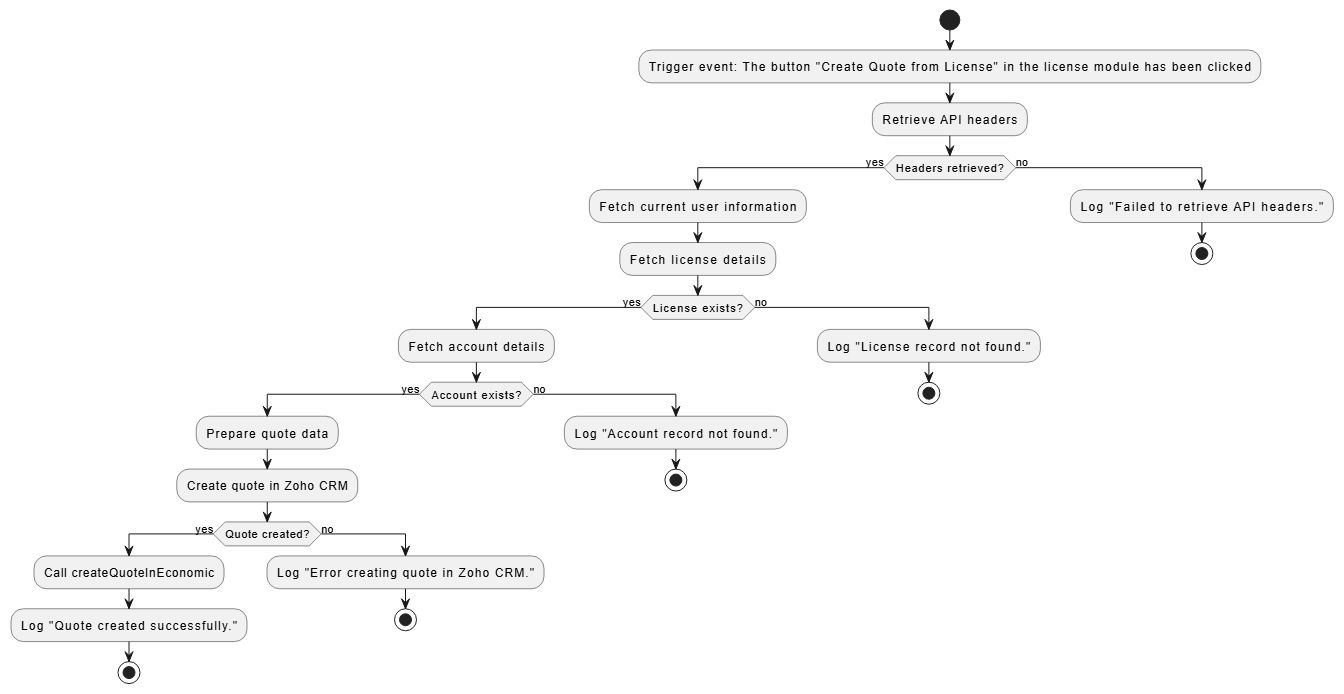 Trigger event: The button "Create Quote from License" in the license module has been clicked
Retrieve API headers
yes
Headers retrieved?
no
Fetch current user information
Log "Failed to retrieve API headers."
Fetch license details
yes
License exists?
no
Fetch account details
Log "License record not found."
yes
Account exists?
no
Prepare quote data
Log "Account record not found."
Create quote in Zoho CRM
yes
Quote created?
no
Call createQuoteInEconomic
Log "Error creating quote in Zoho CRM."
Log "Quote created successfully."